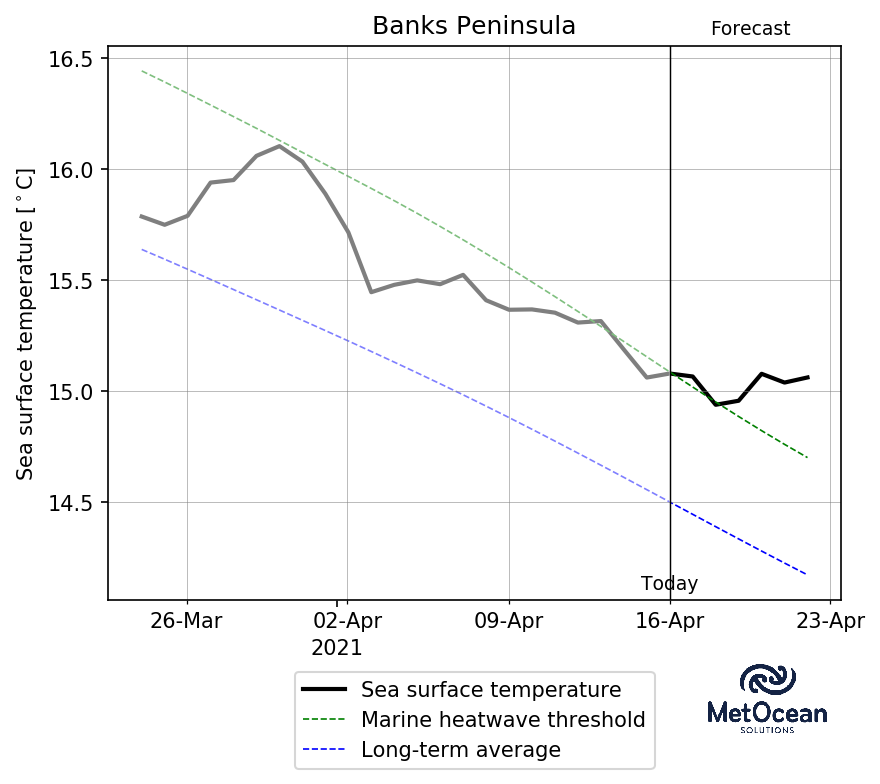 Banks Peninsula
Forecast
Sea surface temperature [°C]
16.5
16.0
15.5
15.0
14.5
Today
26-Mar 02-Apr 09-Apr 16-Apr 23-Apr
2021
Sea surface temperature
Marine heatwave threshold
Long-term average
MetOcean
SOLUTIONS